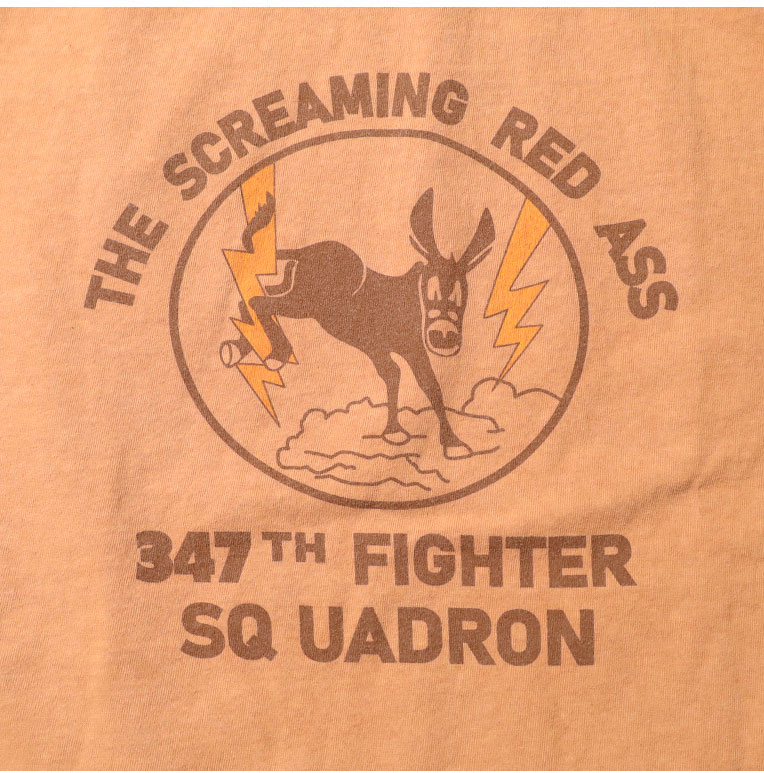 THE SCREAMING RED ASS
347TH FIGHTER
SQ UADRON